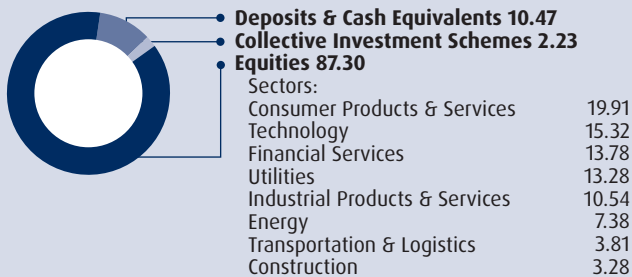 Deposits & Cash Equivalents 10.47
Collective Investment Schemes 2.23
Equities 87.30
Sectors:
Consumer Products & Services 19.91
Technology 15.32
Financial Services 13.78
Utilities 13.28
Industrial Products & Services 10.54
Energy 7.38
Transportation & Logistics 3.81
Construction 3.28